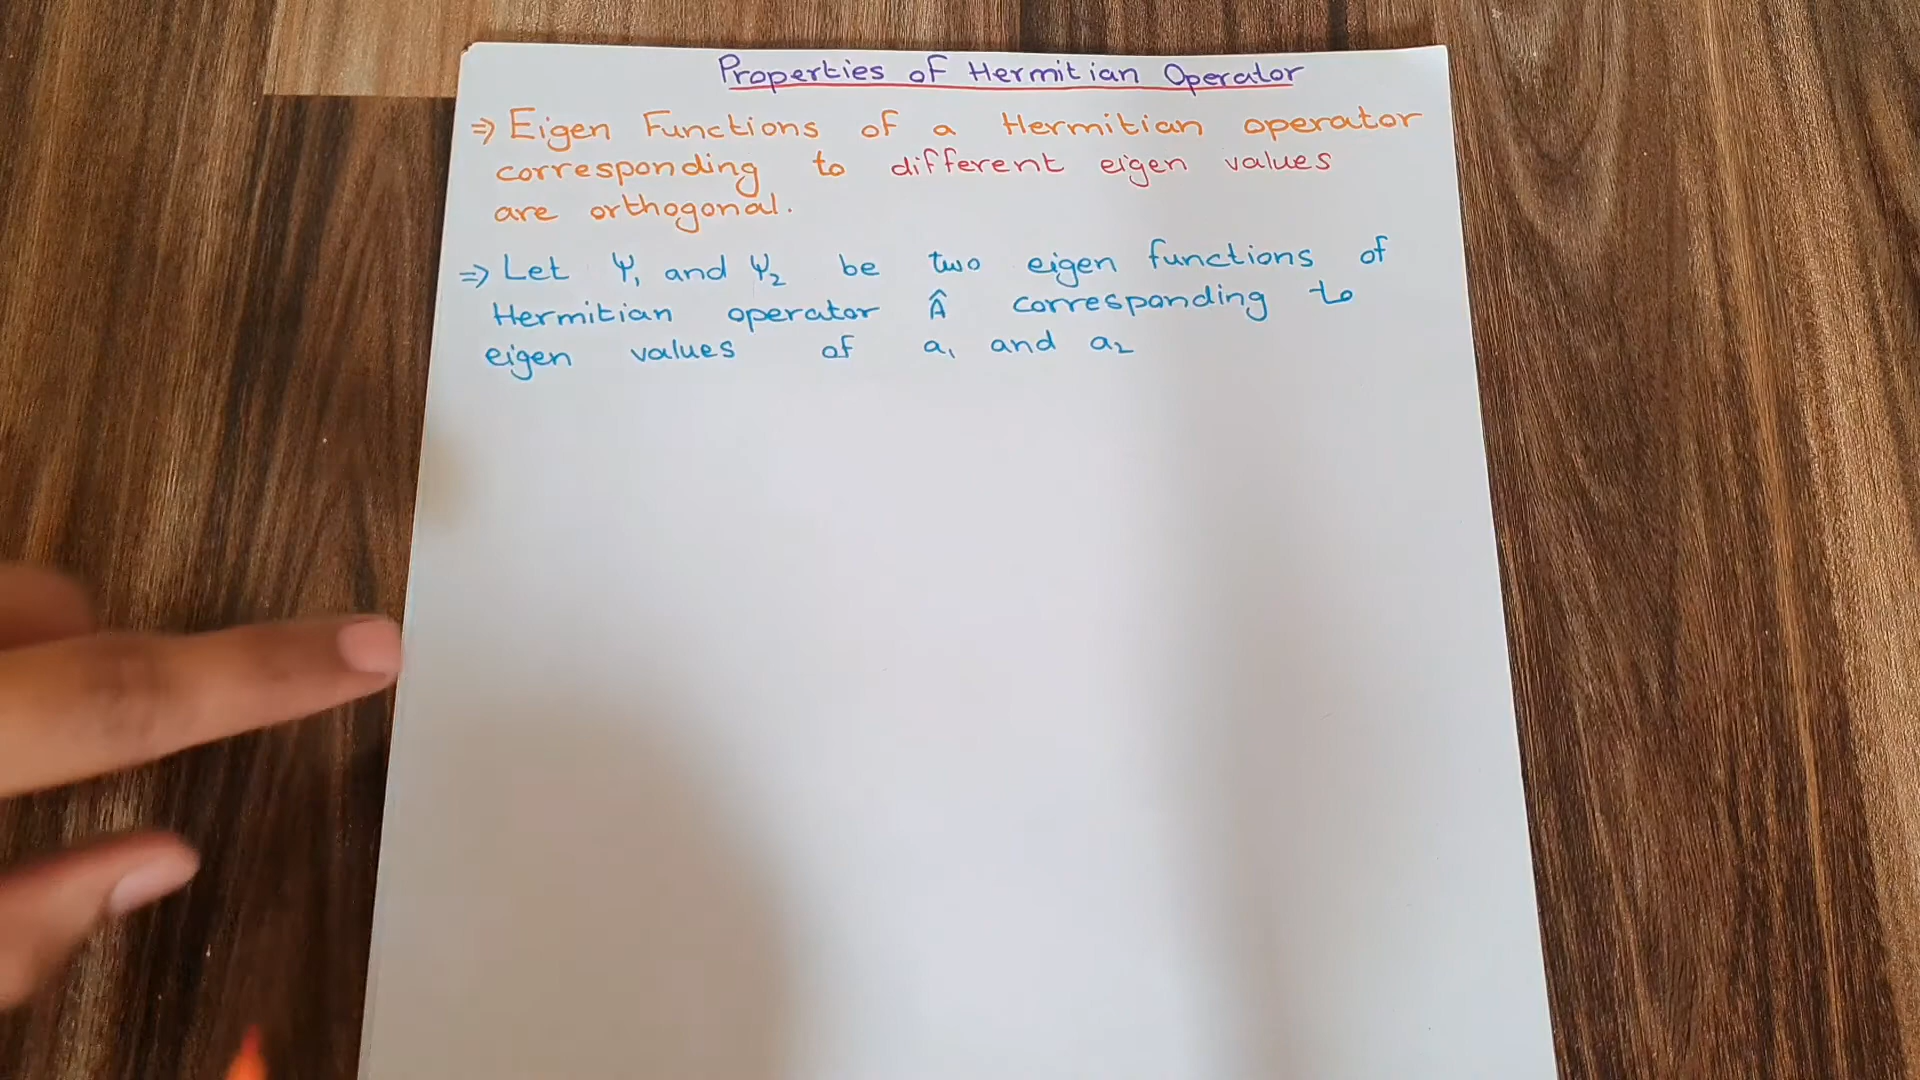 Properties of Hermitian Operator
⇒ Eigen Functions of a Hermitian operator
corresponding to different eigen values
are orthogonal.
⇒ Let Ψ₁ and Ψ₂ be two eigen functions of
Hermitian operator Â corresponding to
eigen values of a₁ and a₂